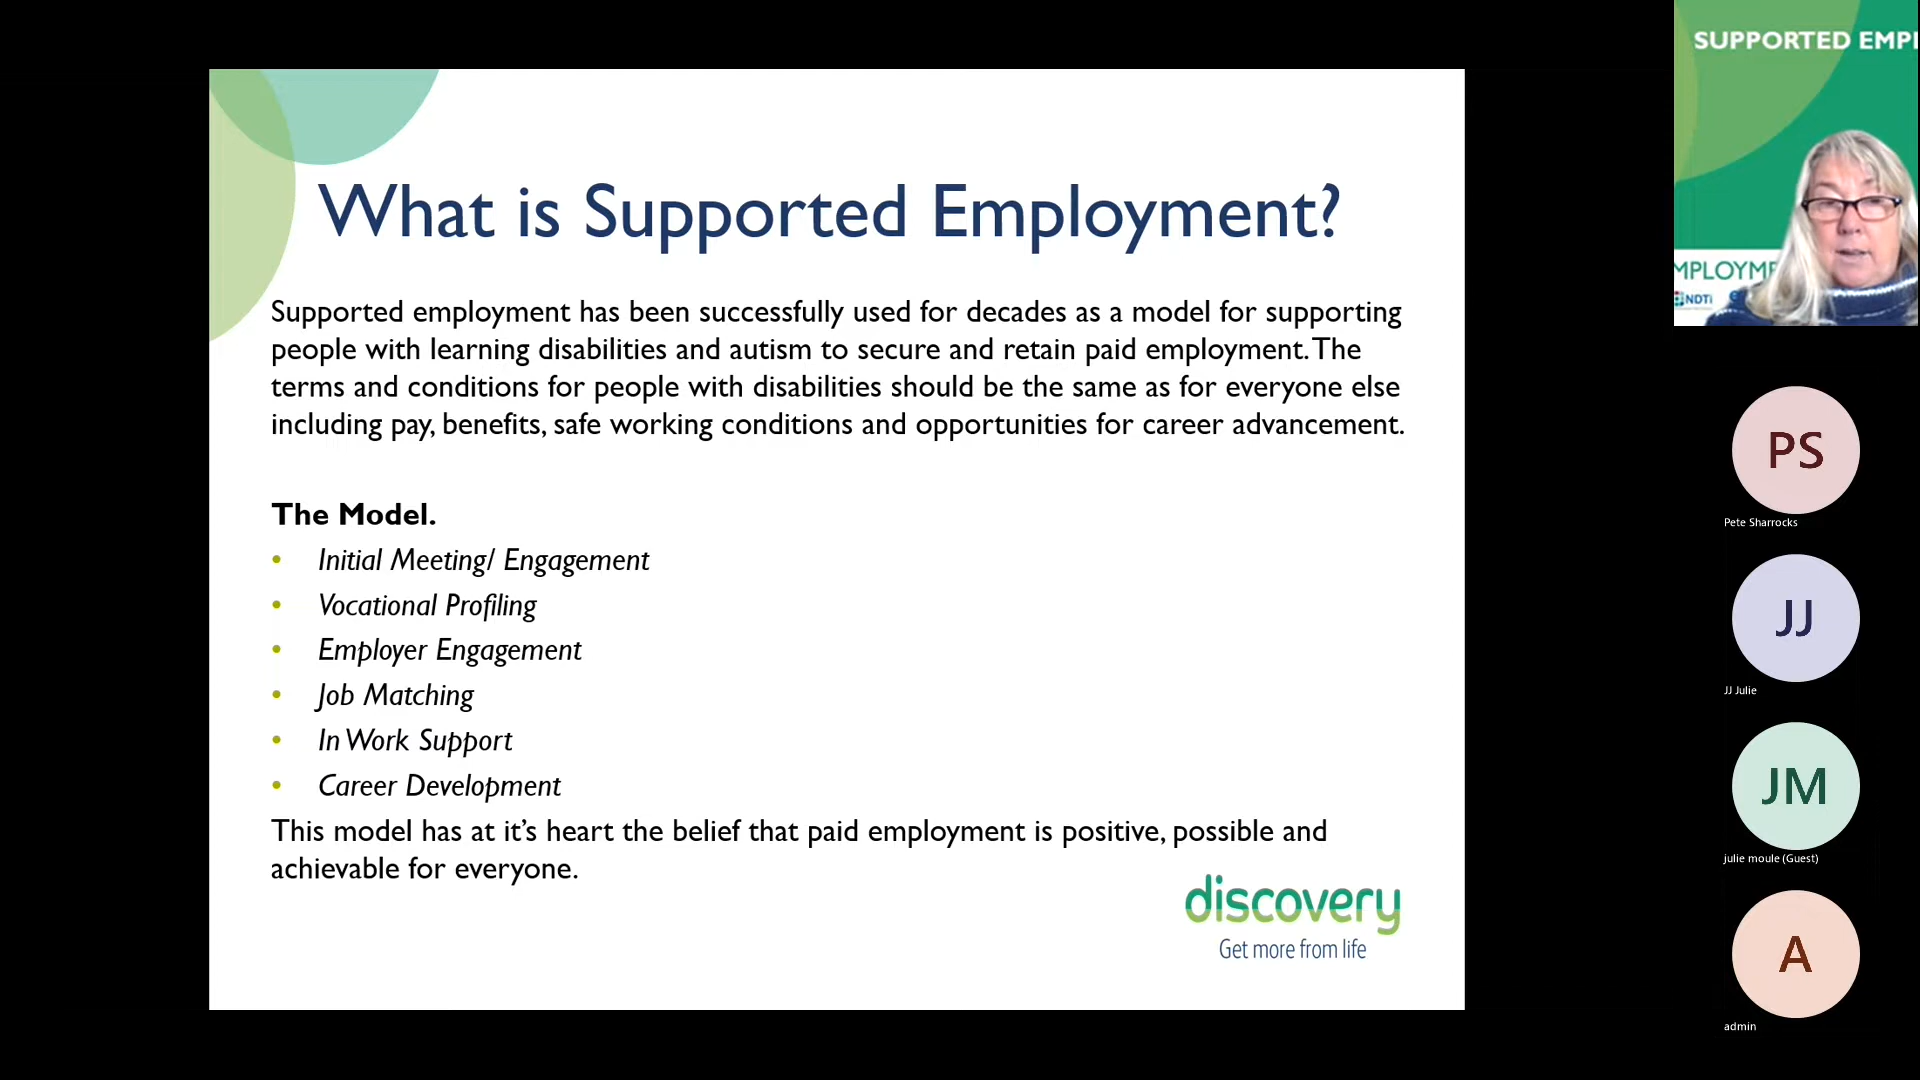 What is Supported Employment?
Supported employment has been successfully used for decades as a model for supporting
people with learning disabilities and autism to secure and retain paid employment. The
terms and conditions for people with disabilities should be the same as for everyone else
including pay, benefits, safe working conditions and opportunities for career advancement.
The Model.
• Initial Meeting/ Engagement
• Vocational Profiling
• Employer Engagement
• Job Matching
• In Work Support
• Career Development
This model has at it's heart the belief that paid employment is positive, possible and
achievable for everyone.
discovery
Get more from life
SUPPORTED EMPL
MPLOYME
NDTi
PS
Pete Sharrocks
JJ
JJ Julie
JM
julie moule (Guest)
A
admin